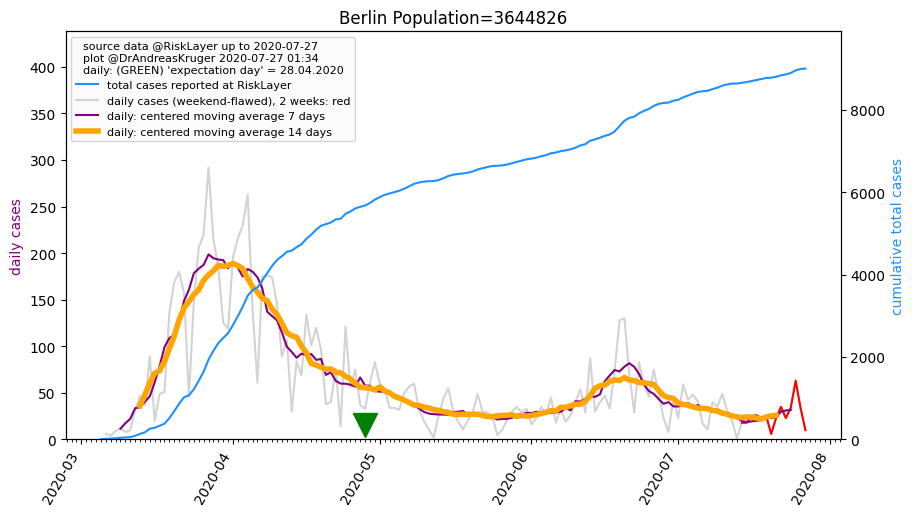 Berlin Population=3644826
source data @RiskLayer up to 2020-07-27
plot @DrAndreasKruger 2020-07-27 01:34
daily: (GREEN) 'expectation day' = 28.04.2020
total cases reported at RiskLayer
daily cases (weekend-flawed), 2 weeks: red
daily: centered moving average 7 days
daily: centered moving average 14 days
daily cases
400
350
300
250
200
150
100
50
0
cumulative total cases
8000
6000
4000
2000
0
2020-03
2020-04
2020-05
2020-06
2020-07
2020-08